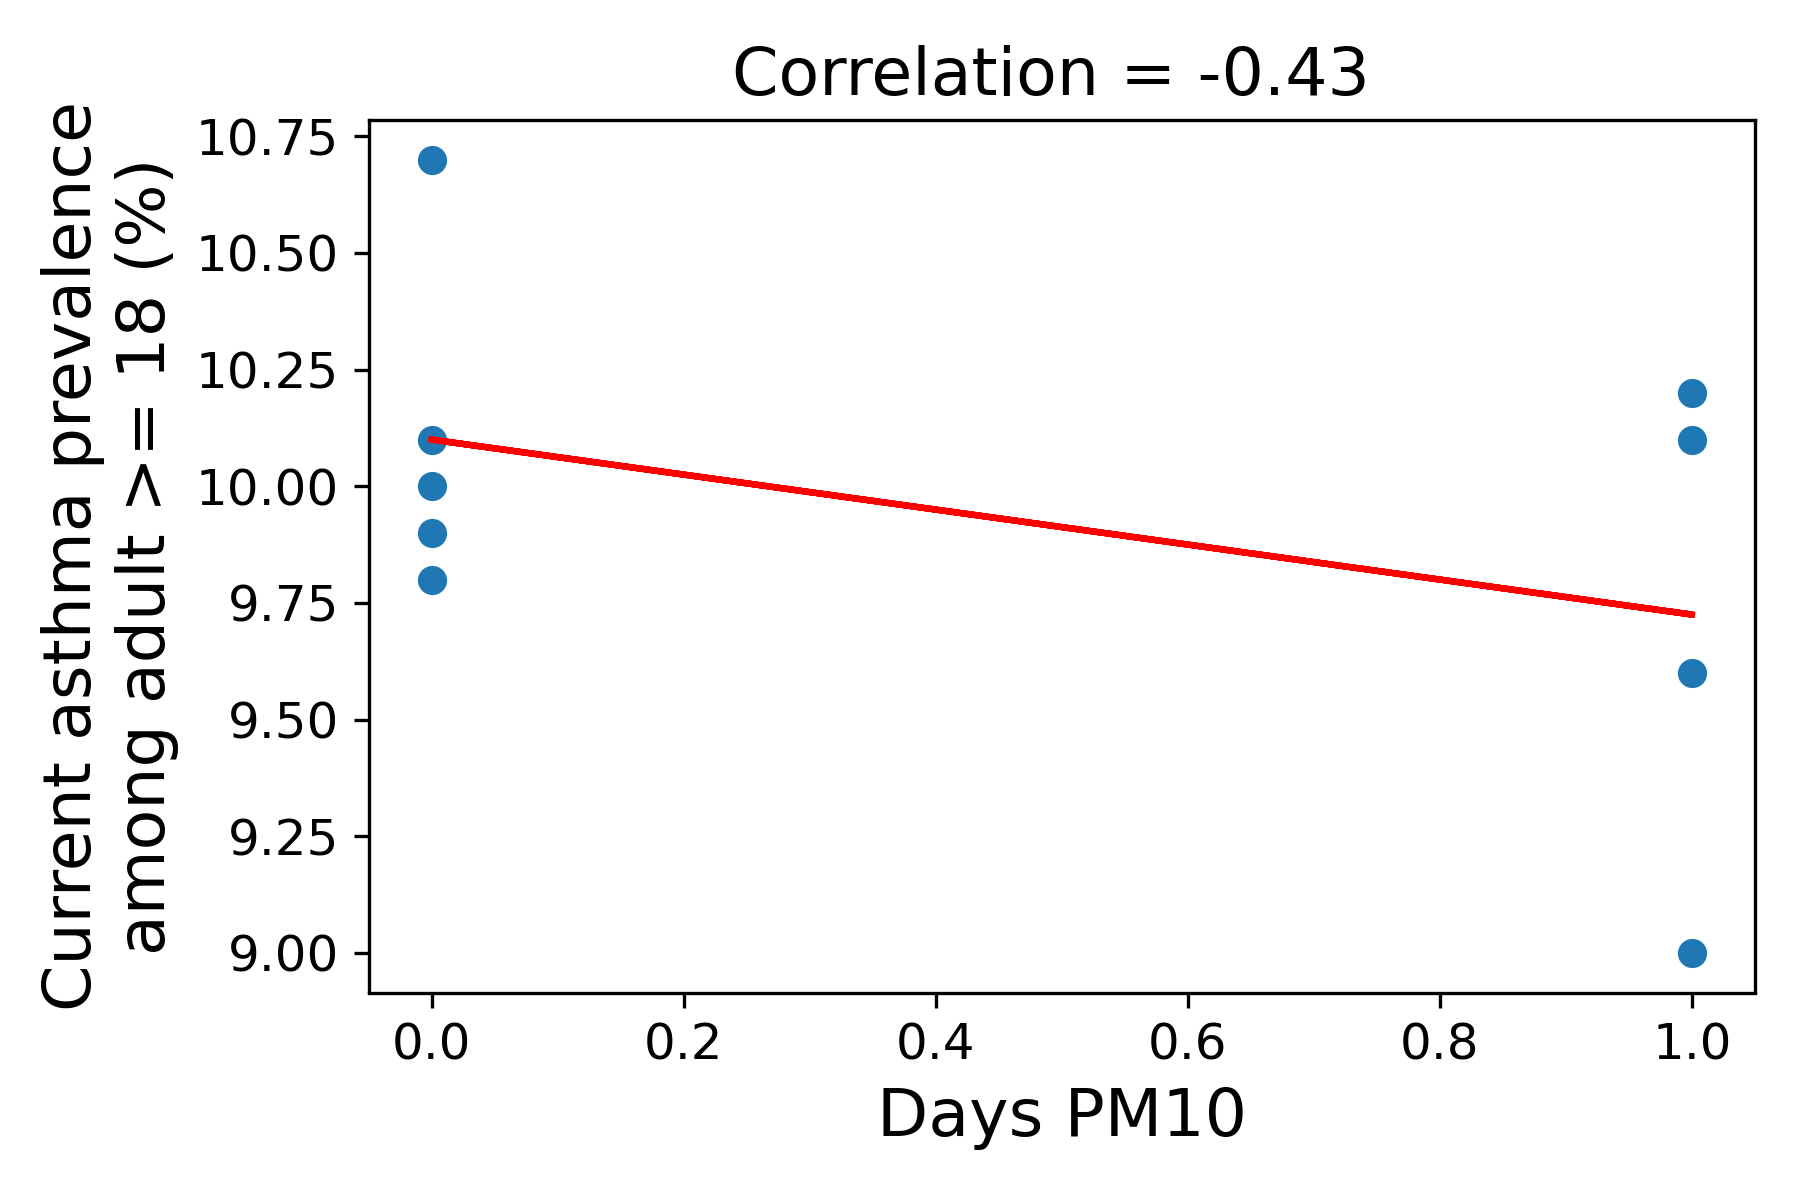 Correlation = -0.43
Current asthma prevalence
among adult >= 18 (%)
10.75
10.50
10.25
10.00
9.75
9.50
9.25
9.00
0.0 0.2 0.4 0.6 0.8 1.0
Days PM10